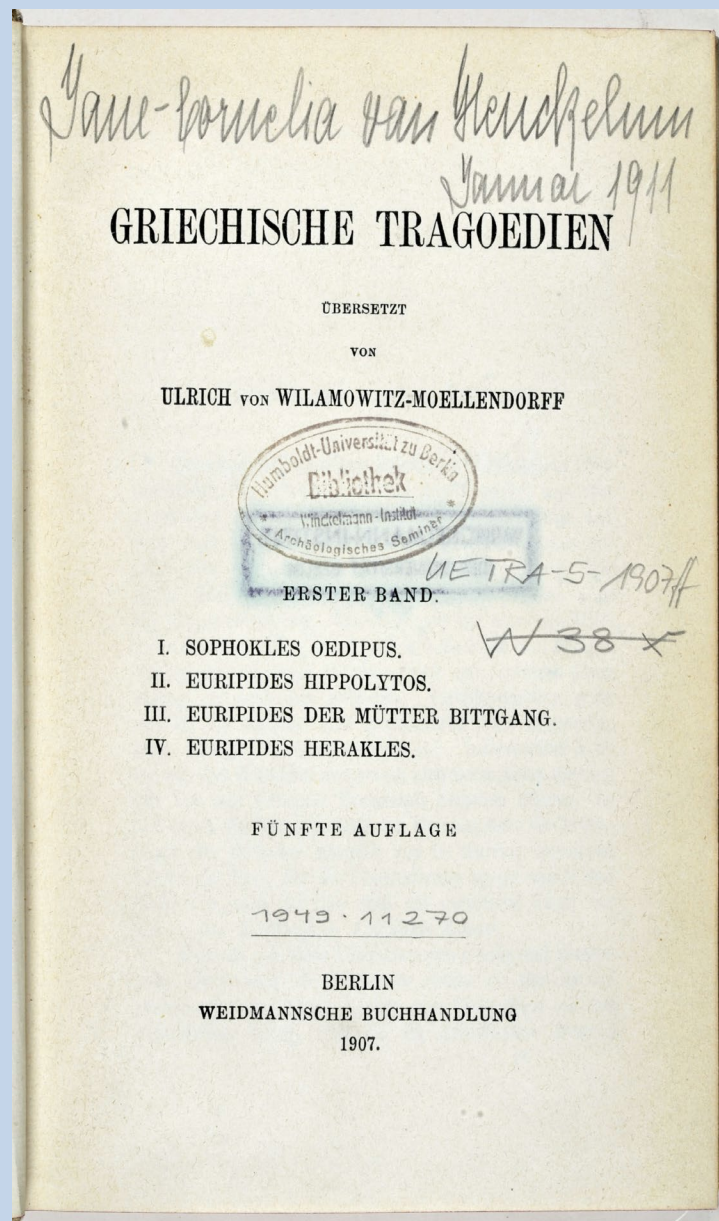 Jane-Cornelia van
Januar 1911
GRIECHISCHE TRAGOEDIEN
ÜBERSETZT
VON
ULRICH VON WILAMOWITZ-MOELLENDORFF
Humboldt-Universität zu Berlin
Bibliothek
Winckelmann-Institut
* Archäologisches Seminar *
UE TRA-5-1907ff
ERSTER BAND.
W 38 x
I. SOPHOKLES OEDIPUS.
II. EURIPIDES HIPPOLYTOS.
III. EURIPIDES DER MÜTTER BITTGANG.
IV. EURIPIDES HERAKLES.
FÜNFTE AUFLAGE
1949 · 11270
BERLIN
WEIDMANNSCHE BUCHHANDLUNG
1907.